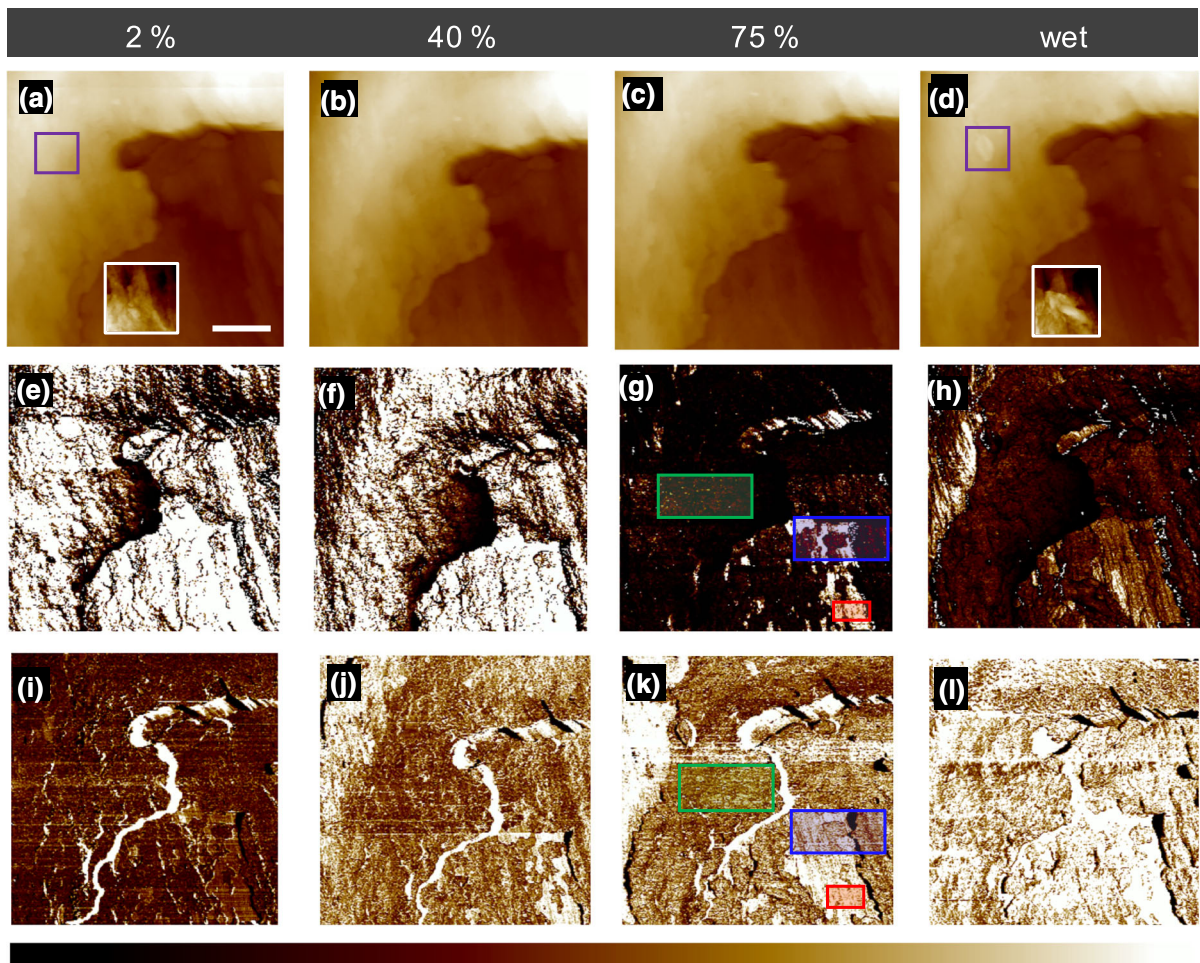 2 % 40 % 75 % wet
(a) (b) (c) (d)
(e) (f) (g) (h)
(i) (j) (k) (l)